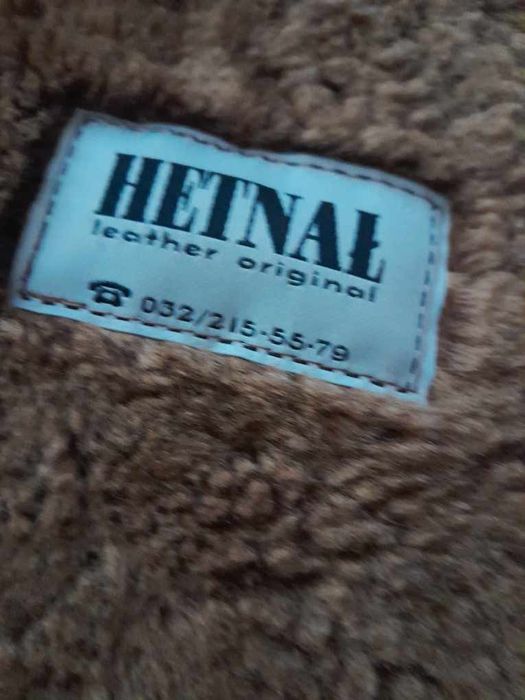 HETNAŁ
leather original
☎ 032/215-55-79